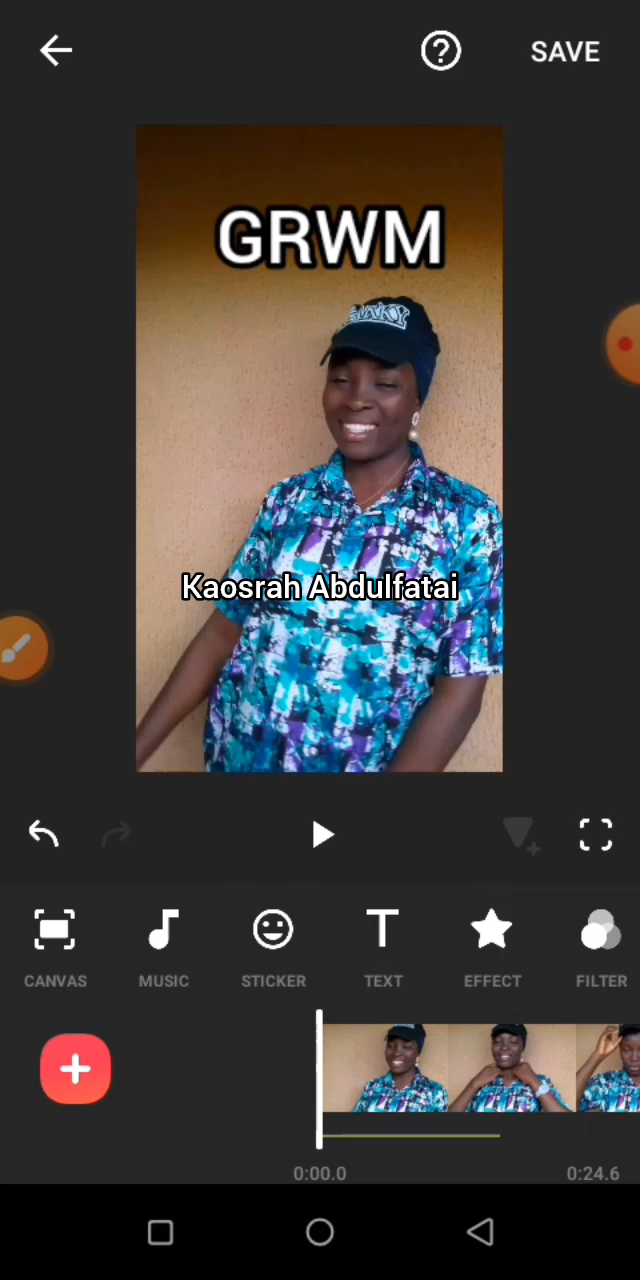 SAVE
GRWM
Kaosrah Abdulfatai
CANVAS
MUSIC
STICKER
TEXT
EFFECT
FILTER
0:00.0
0:24.6